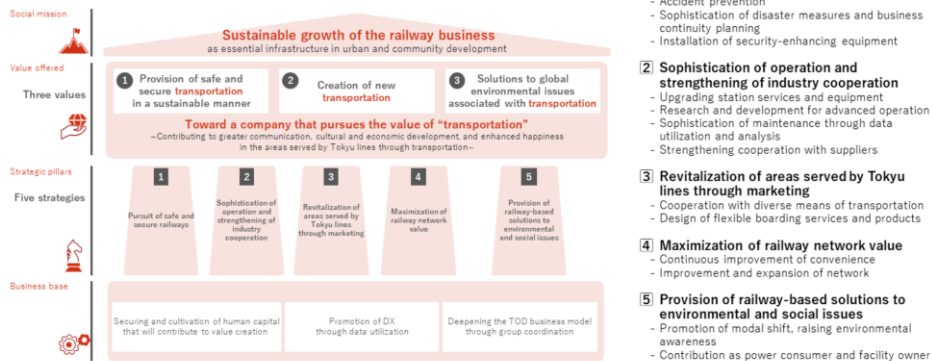 Social mission
Sustainable growth of the railway business
as essential infrastructure in urban and community development
Value offered
Three values
1 Provision of safe and
secure transportation
in a sustainable manner
2 Creation of new
transportation
3 Solutions to global
environmental issues
associated with transportation
Toward a company that pursues the value of “transportation”
~Contributing to greater communication, cultural and economic development, and enhanced happiness
in the areas served by Tokyu lines through transportation~
Strategic pillars
Five strategies
1
Pursuit of safe and
secure railways
2
Sophistication of
operation and
strengthening of
industry
cooperation
3
Revitalization of
areas served by
Tokyu lines
through marketing
4
Maximization of
railway network
value
5
Provision of
railway-based
solutions to
environmental
and social issues
Business base
Securing and cultivation of human capital
that will contribute to value creation
Promotion of DX
through data utilization
Deepening the TOD business model
through group coordination
- Accident prevention
- Sophistication of disaster measures and business
continuity planning
- Installation of security-enhancing equipment
2 Sophistication of operation and
strengthening of industry cooperation
- Upgrading station services and equipment
- Research and development for advanced operation
- Sophistication of maintenance through data
utilization and analysis
- Strengthening cooperation with suppliers
3 Revitalization of areas served by Tokyu
lines through marketing
- Cooperation with diverse means of transportation
- Design of flexible boarding services and products
4 Maximization of railway network value
- Continuous improvement of convenience
- Improvement and expansion of network
5 Provision of railway-based solutions to
environmental and social issues
- Promotion of modal shift, raising environmental
awareness
- Contribution as power consumer and facility owner